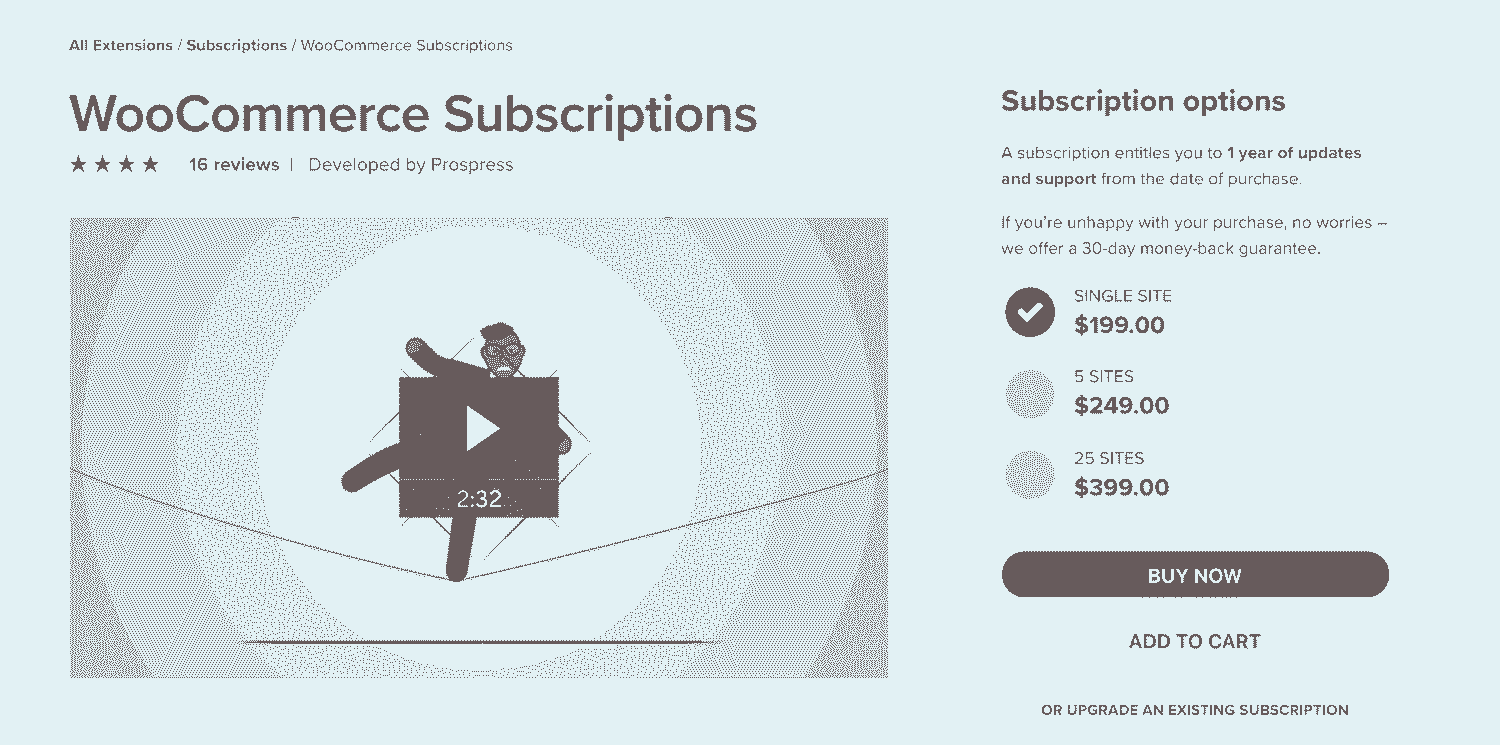 All Extensions / Subscriptions / WooCommerce Subscriptions
WooCommerce Subscriptions
16 reviews | Developed by Prospress
2:32
Subscription options
A subscription entitles you to 1 year of updates
and support from the date of purchase.
If you're unhappy with your purchase, no worries –
we offer a 30-day money-back guarantee.
SINGLE SITE
$199.00
5 SITES
$249.00
25 SITES
$399.00
BUY NOW
ADD TO CART
OR UPGRADE AN EXISTING SUBSCRIPTION